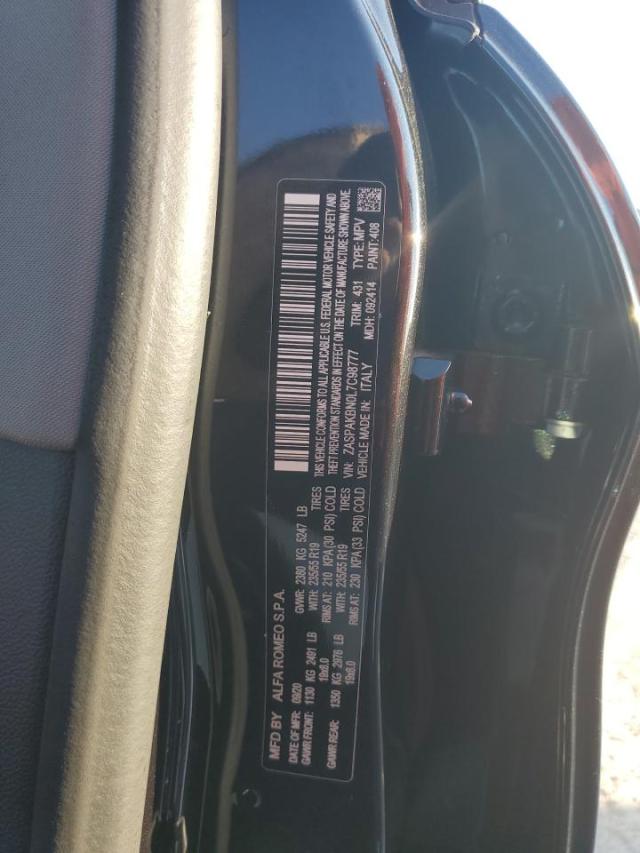 MFD BY ALFA ROMEO S.P.A.
DATE OF MFR: 09/20 GVWR: 2380 KG 5247 LB
GAWR FRONT: 1130 KG 2491 LB WITH: 235/55 R19 TIRES
19x8.0 RIMS AT: 210 KPA(30 PSI) COLD
GAWR REAR: 1350 KG 2976 LB WITH: 235/55 R19 TIRES
19x8.0 RIMS AT: 230 KPA (33 PSI) COLD
THIS VEHICLE CONFORMS TO ALL APPLICABLE U.S. FEDERAL MOTOR VEHICLE SAFETY AND
THEFT PREVENTION STANDARDS IN EFFECT ON THE DATE OF MANUFACTURE SHOWN ABOVE.
VIN: ZASPAKBN0L7C98777 TRIM: 431 TYPE: MPV
VEHICLE MADE IN: ITALY MDH: 092414 PAINT: 408